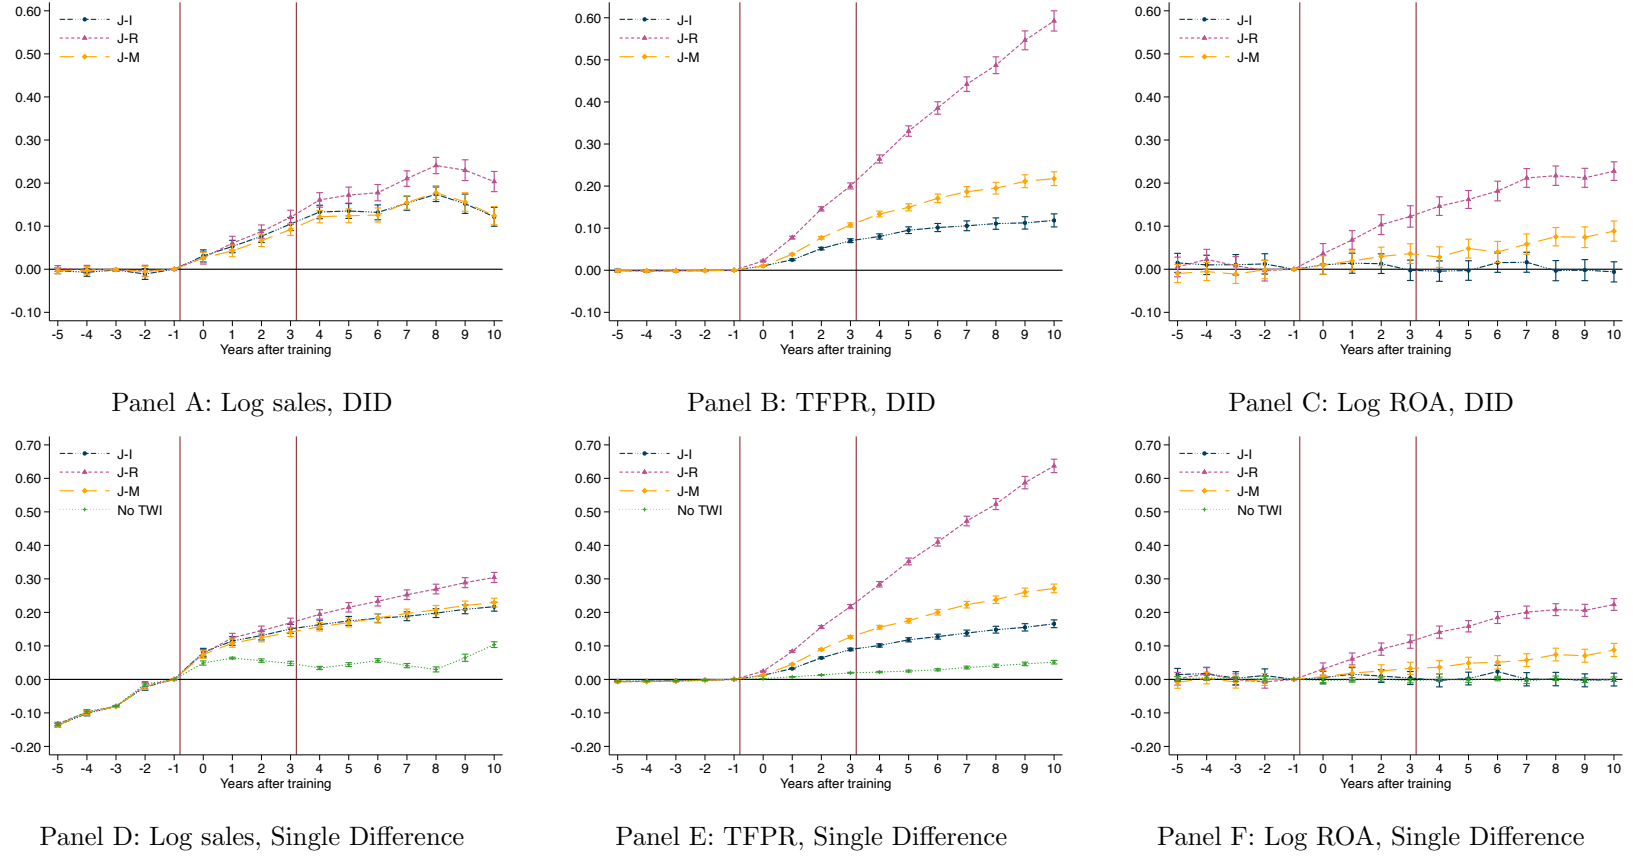 0.60
0.50
0.40
0.30
0.20
0.10
0.00
-0.10
J-I
J-R
J-M
-5 -4 -3 -2 -1 0 1 2 3 4 5 6 7 8 9 10
Years after training
Panel A: Log sales, DID
0.60
0.50
0.40
0.30
0.20
0.10
0.00
-0.10
J-I
J-R
J-M
-5 -4 -3 -2 -1 0 1 2 3 4 5 6 7 8 9 10
Years after training
Panel B: TFPR, DID
0.60
0.50
0.40
0.30
0.20
0.10
0.00
-0.10
J-I
J-R
J-M
-5 -4 -3 -2 -1 0 1 2 3 4 5 6 7 8 9 10
Years after training
Panel C: Log ROA, DID
0.70
0.60
0.50
0.40
0.30
0.20
0.10
0.00
-0.10
-0.20
J-I
J-R
J-M
No TWI
-5 -4 -3 -2 -1 0 1 2 3 4 5 6 7 8 9 10
Years after training
Panel D: Log sales, Single Difference
0.70
0.60
0.50
0.40
0.30
0.20
0.10
0.00
-0.10
-0.20
J-I
J-R
J-M
No TWI
-5 -4 -3 -2 -1 0 1 2 3 4 5 6 7 8 9 10
Years after training
Panel E: TFPR, Single Difference
0.70
0.60
0.50
0.40
0.30
0.20
0.10
0.00
-0.10
-0.20
J-I
J-R
J-M
No TWI
-5 -4 -3 -2 -1 0 1 2 3 4 5 6 7 8 9 10
Years after training
Panel F: Log ROA, Single Difference